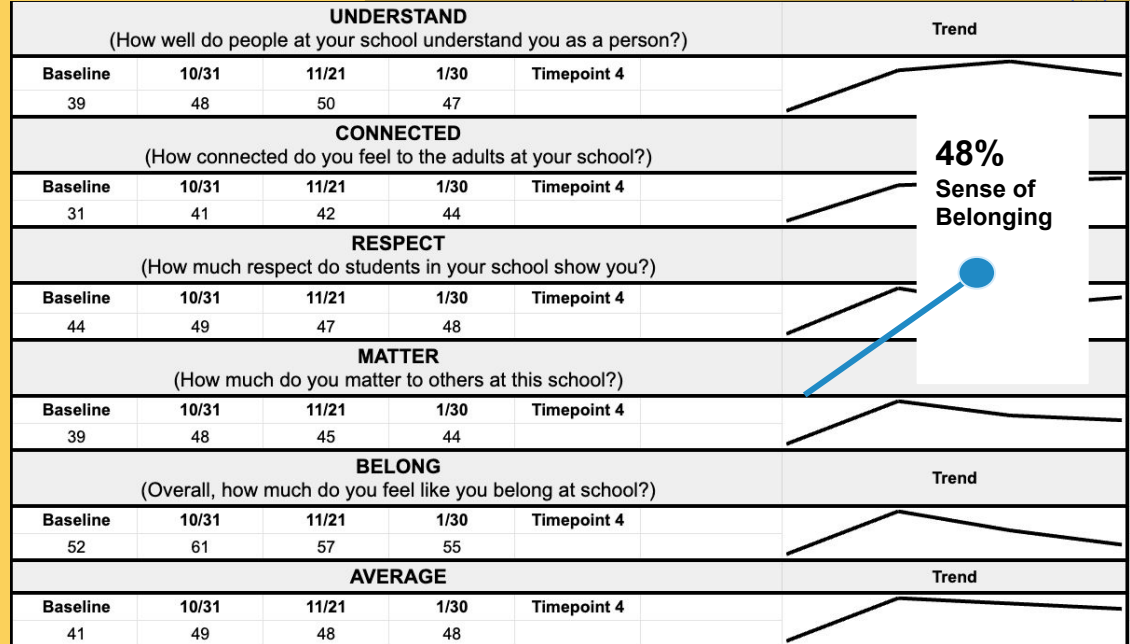 UNDERSTAND
(How well do people at your school understand you as a person?)
Trend
Baseline 10/31 11/21 1/30 Timepoint 4
39 48 50 47
CONNECTED
(How connected do you feel to the adults at your school?)
Baseline 10/31 11/21 1/30 Timepoint 4
31 41 42 44
48%
Sense of
Belonging
RESPECT
(How much respect do students in your school show you?)
Baseline 10/31 11/21 1/30 Timepoint 4
44 49 47 48
MATTER
(How much do you matter to others at this school?)
Baseline 10/31 11/21 1/30 Timepoint 4
39 48 45 44
BELONG
(Overall, how much do you feel like you belong at school?)
Trend
Baseline 10/31 11/21 1/30 Timepoint 4
52 61 57 55
AVERAGE
Trend
Baseline 10/31 11/21 1/30 Timepoint 4
41 49 48 48